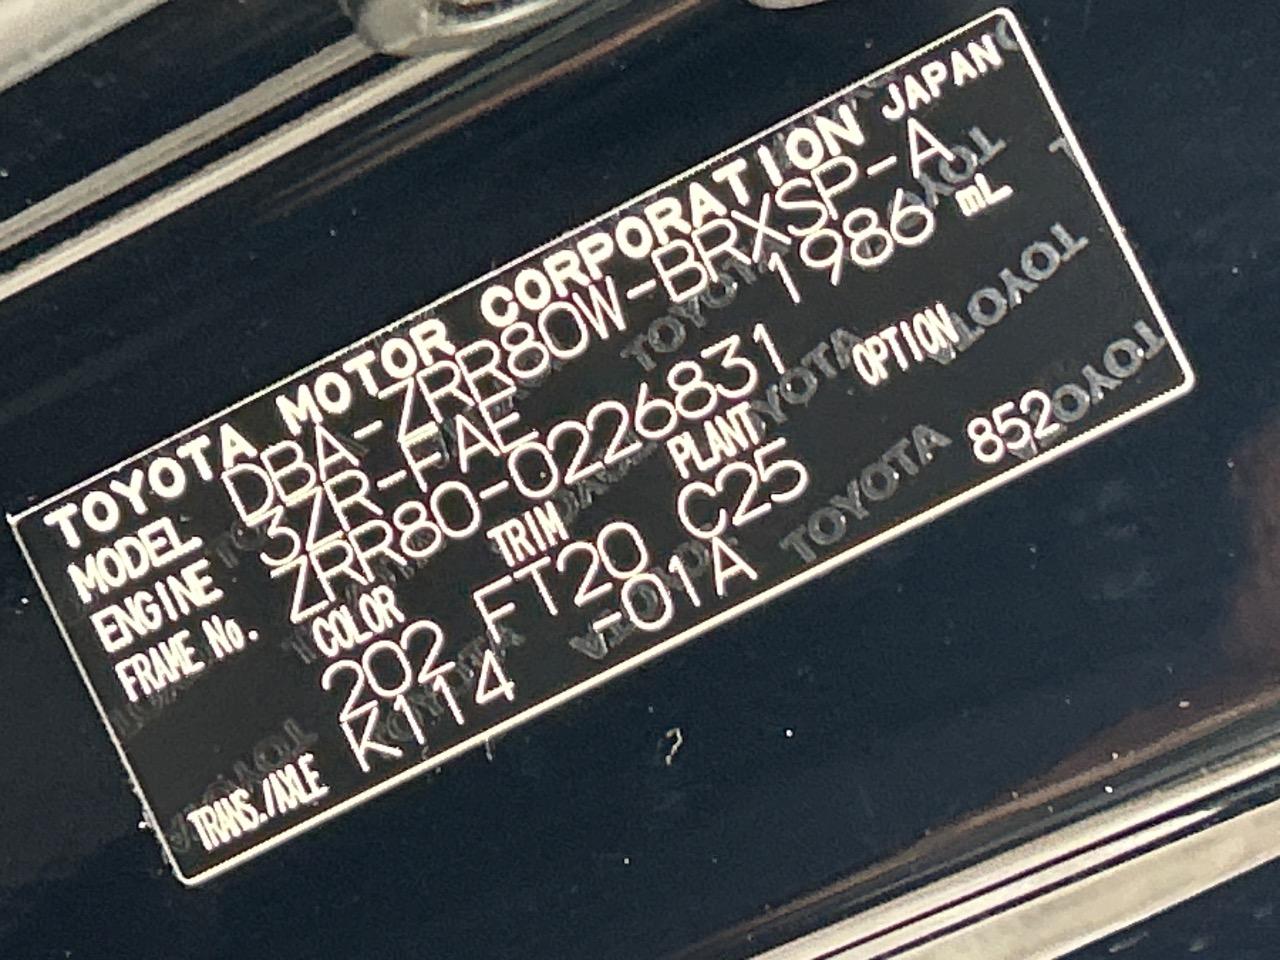 TOYOTA MOTOR CORPORATION JAPAN
MODEL DBA-ZRR80W-BRXSP-A
ENGINE 3ZR-FAE 1986 mL
FRAME No. ZRR80-0226831
COLOR TRIM PLANT OPTION
202 FT20 C25 852
TRANS./AXLE K114 -01A